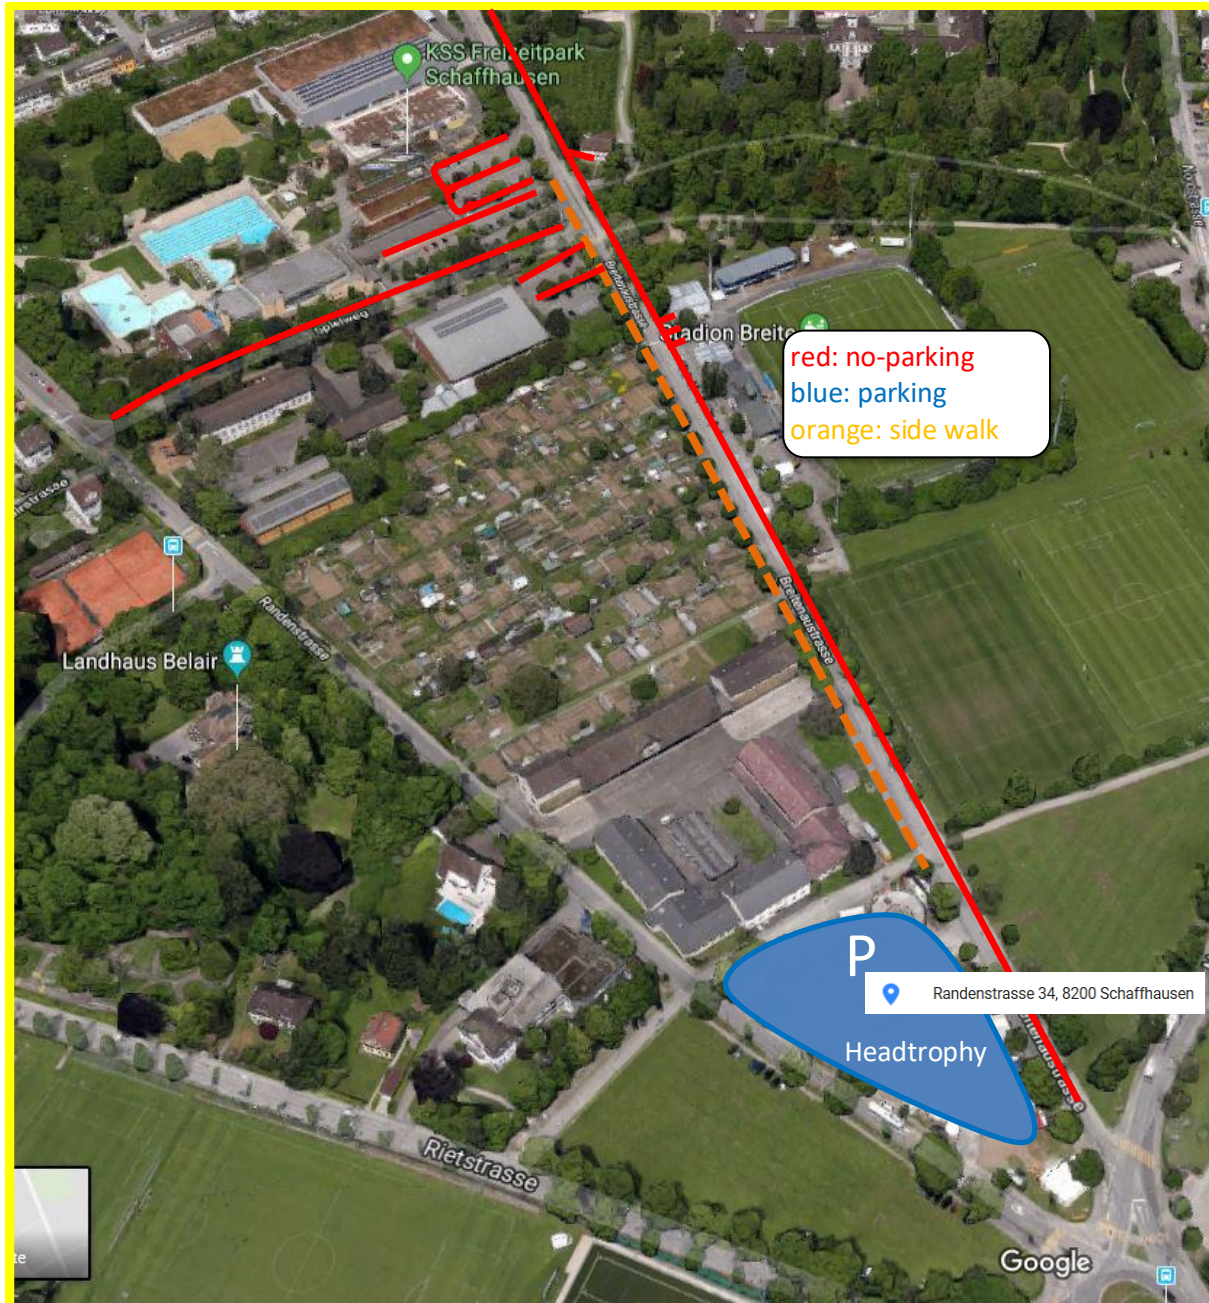 KSS Freizeitpark
Schaffhausen
Breitenaustrasse
Spielweg
Stadion Breite
red: no-parking
blue: parking
orange: side walk
Breitenaustrasse
Randenstrasse
Landhaus Belair
P
Randenstrasse 34, 8200 Schaffhausen
Headtrophy
Rietstrasse
Google